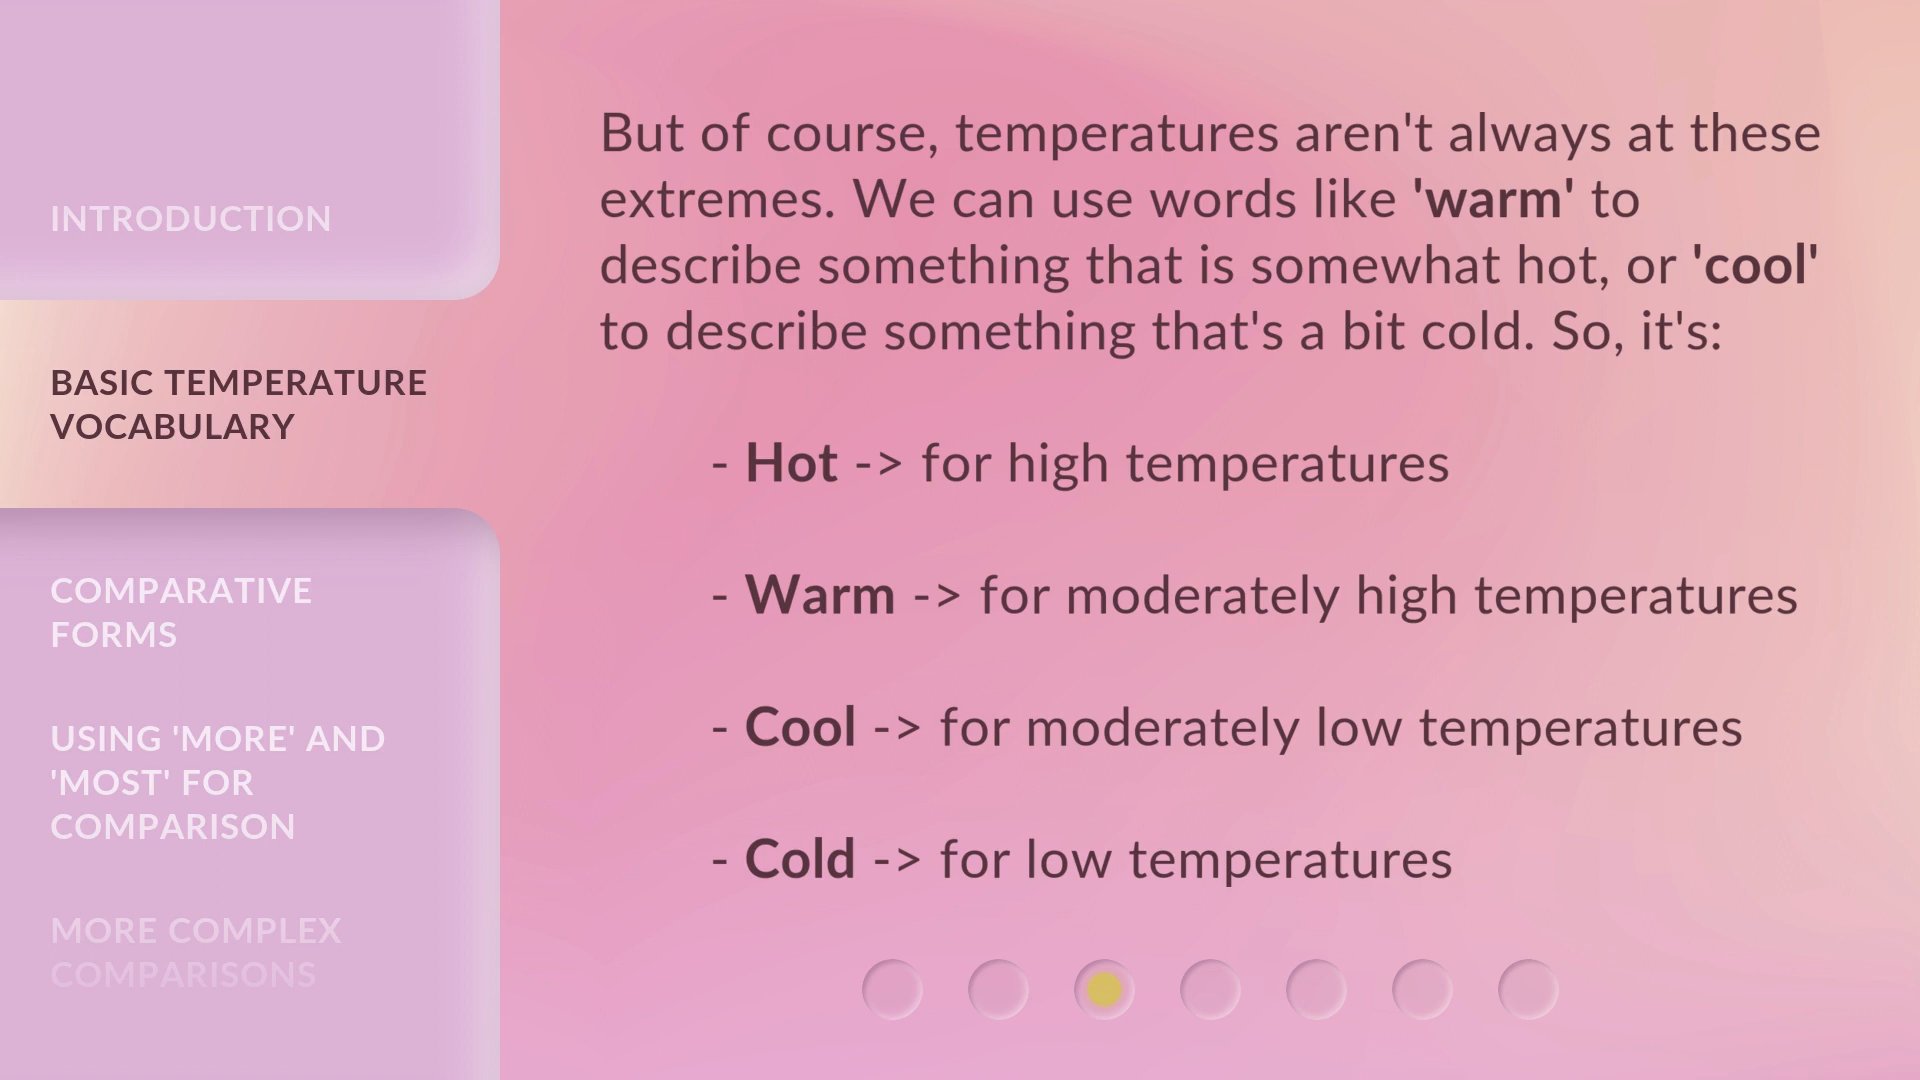 INTRODUCTION
BASIC TEMPERATURE
VOCABULARY
COMPARATIVE
FORMS
USING 'MORE' AND
'MOST' FOR
COMPARISON
MORE COMPLEX
COMPARISONS
But of course, temperatures aren't always at these
extremes. We can use words like 'warm' to
describe something that is somewhat hot, or 'cool'
to describe something that's a bit cold. So, it's:
- Hot -> for high temperatures
- Warm -> for moderately high temperatures
- Cool -> for moderately low temperatures
- Cold -> for low temperatures